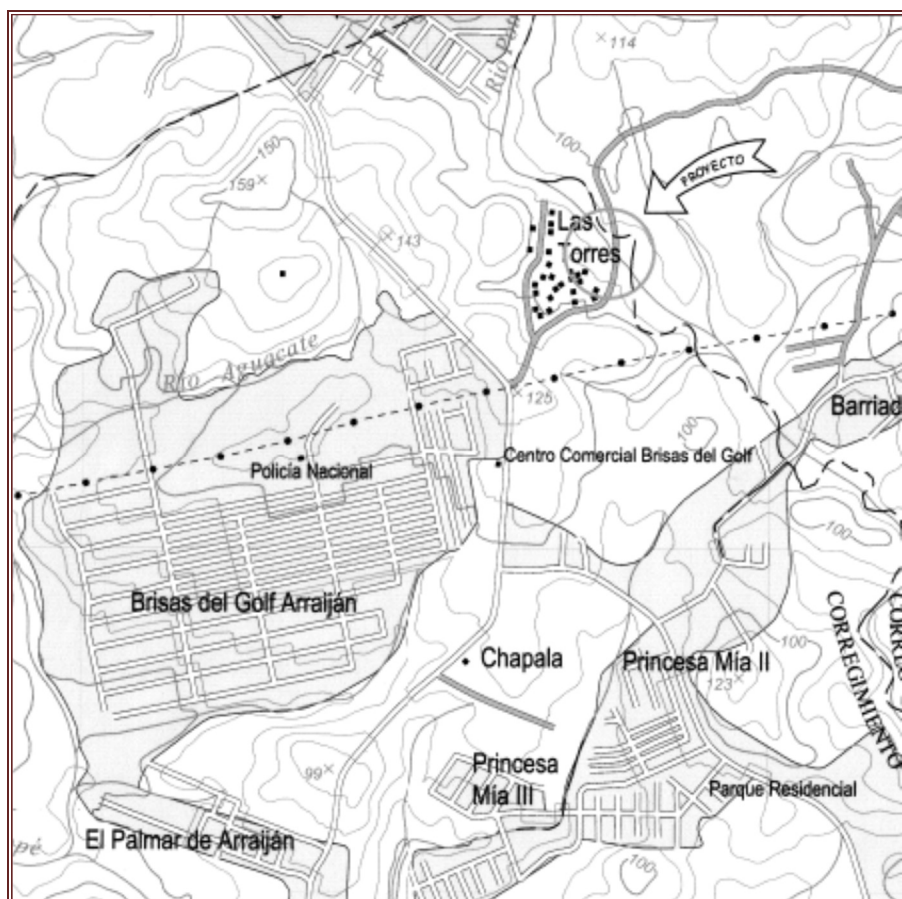 114
100
PROYECTO
150
159
Las
Torres
143
Río Aguacate
125
Barriad
100
Centro Comercial Brisas del Golf
Policía Nacional
100
Brisas del Golf Arraiján
CORREGIMIENTO
100
Chapala
Princesa Mía II
123
99
Princesa
Mía III
Parque Residencial
El Palmar de Arraiján
100